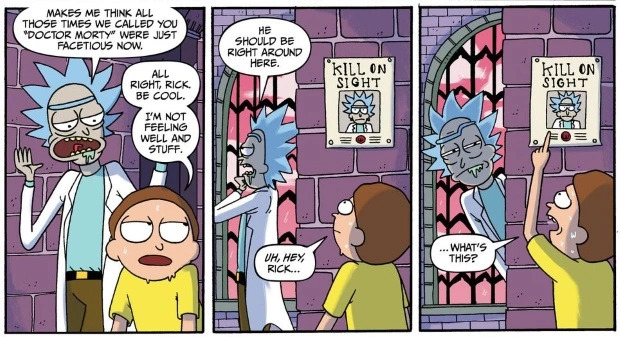 MAKES ME THINK ALL
THOSE TIMES WE CALLED YOU
"DOCTOR MORTY" WERE JUST
FACETIOUS NOW.
ALL
RIGHT, RICK.
BE COOL.
I'M NOT
FEELING
WELL AND
STUFF.
HE
SHOULD BE
RIGHT AROUND
HERE.
KILL ON
SIGHT
UH, HEY,
RICK...
KILL ON
SIGHT
...WHAT'S
THIS?